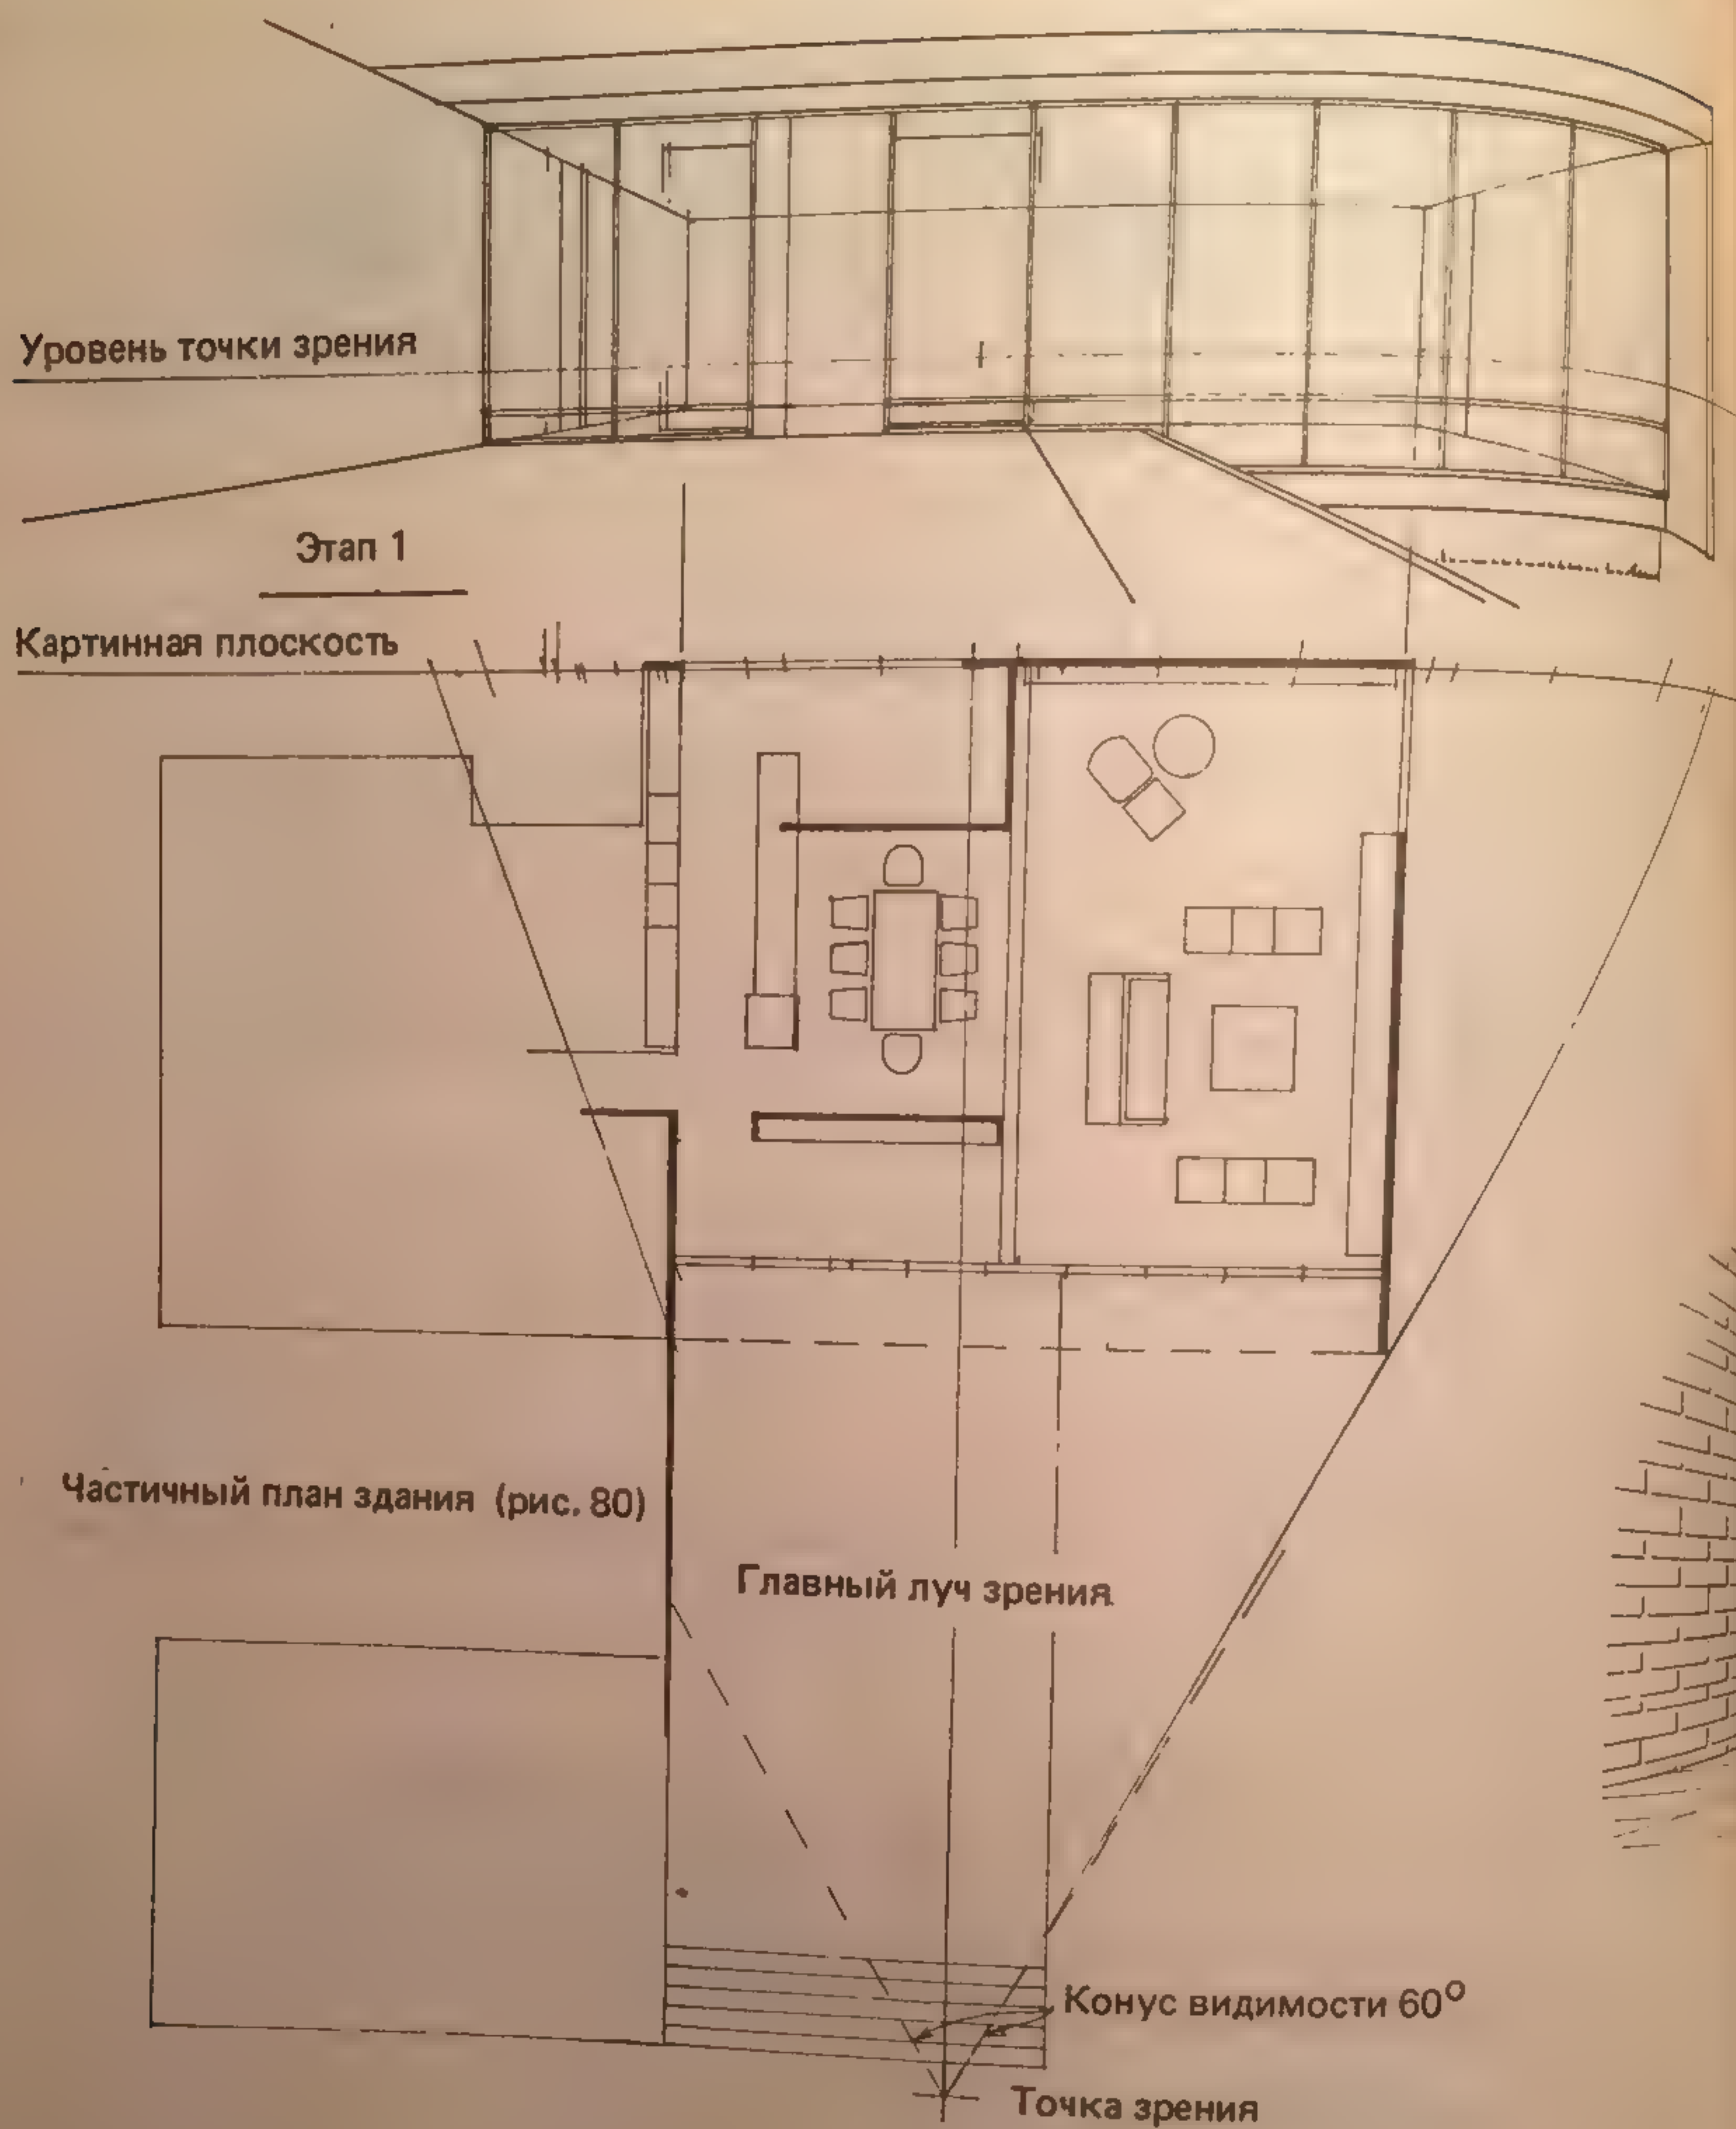 Уровень точки зрения
Этап 1
Картинная плоскость
Частичный план здания (рис. 80)
Главный луч зрения
Конус видимости 60°
Точка зрения